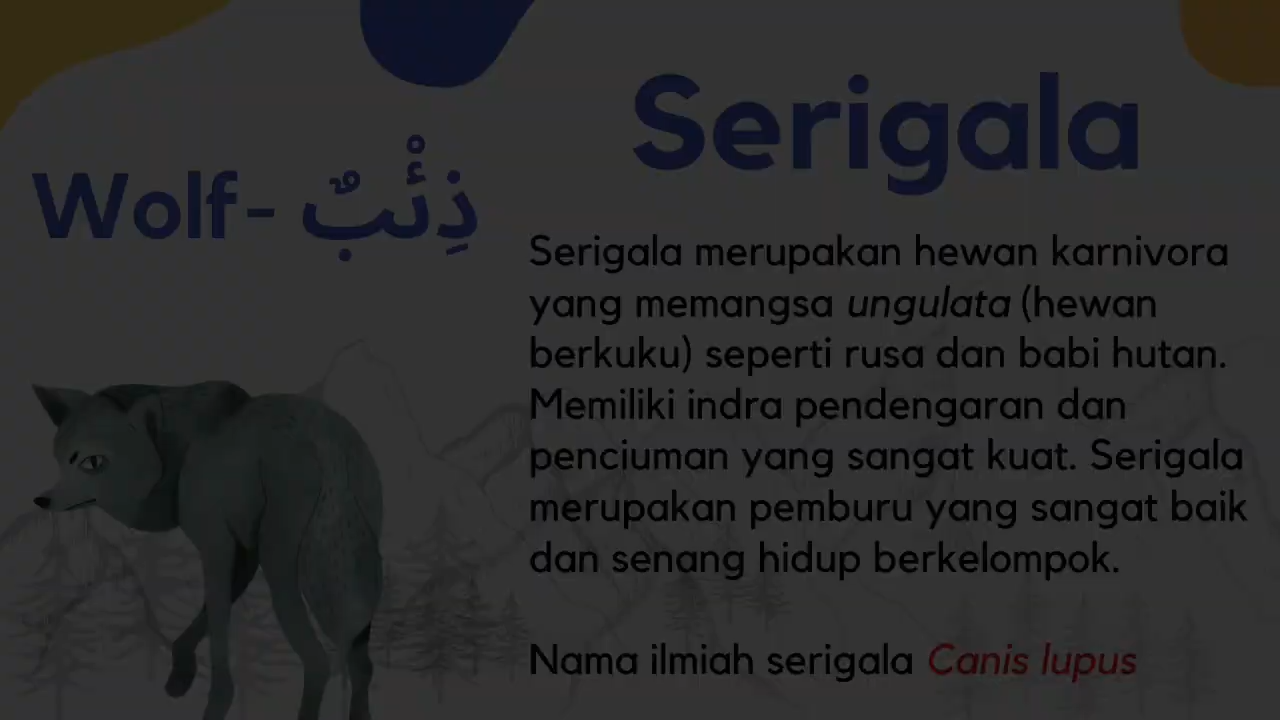 Serigala
Wolf- ذِئْبٌ
Serigala merupakan hewan karnivora
yang memangsa ungulata (hewan
berkuku) seperti rusa dan babi hutan.
Memiliki indra pendengaran dan
penciuman yang sangat kuat. Serigala
merupakan pemburu yang sangat baik
dan senang hidup berkelompok.
Nama ilmiah serigala Canis lupus